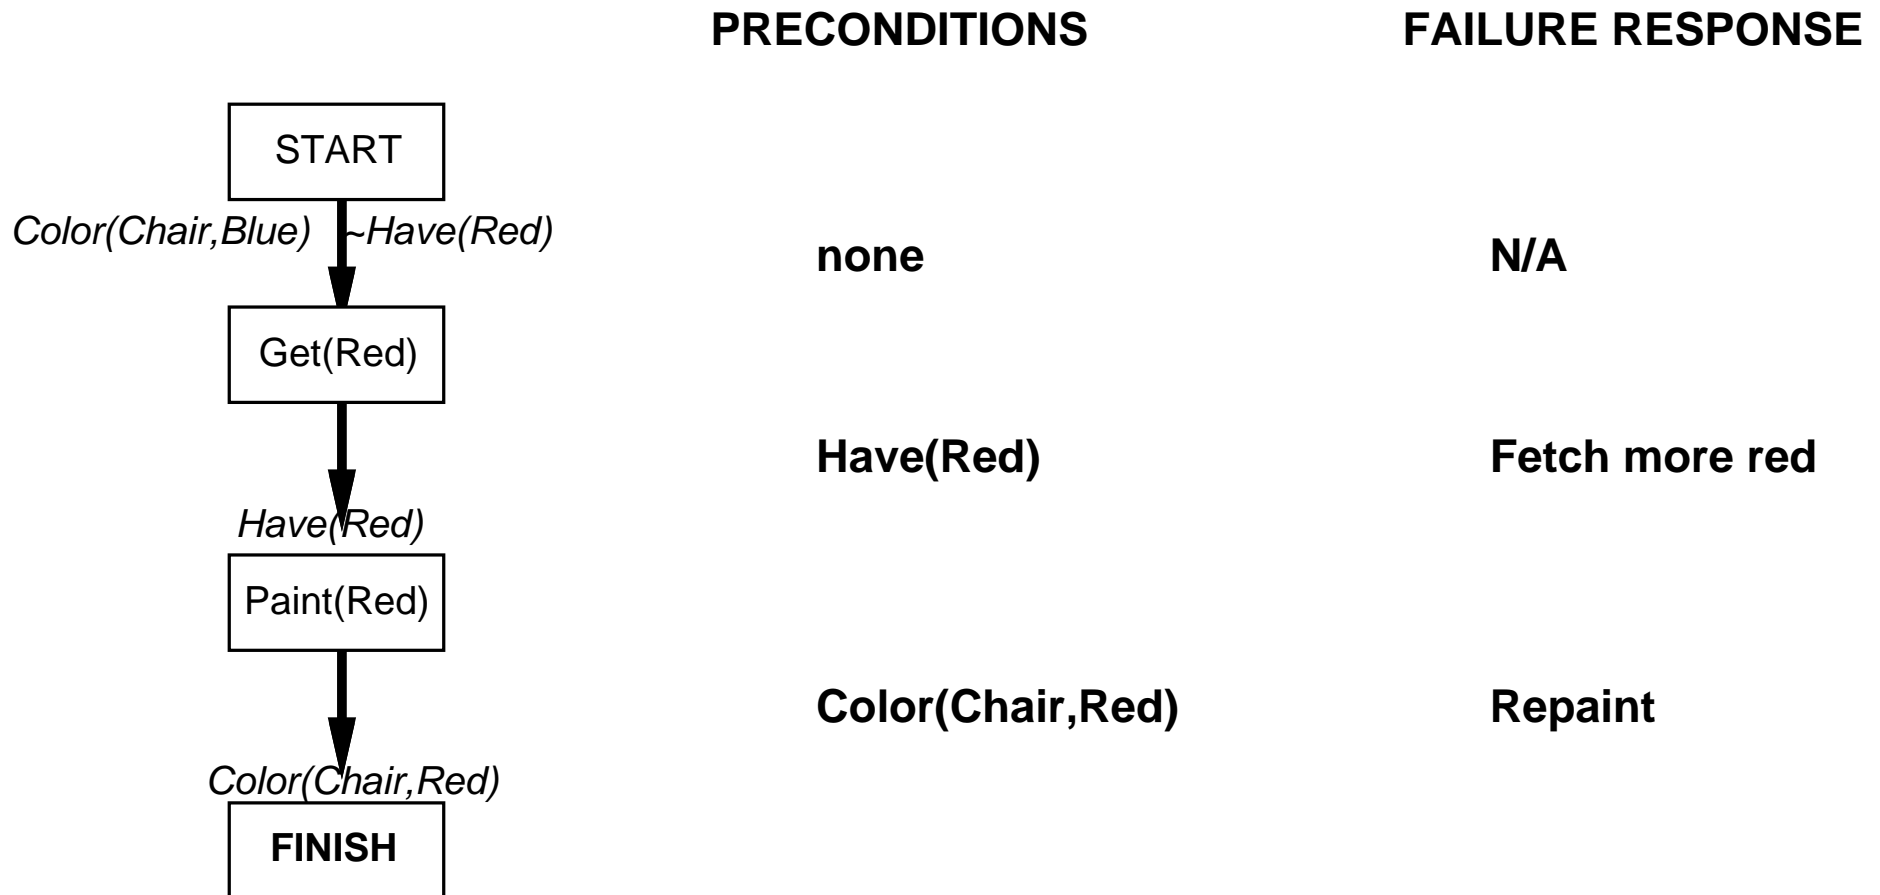 PRECONDITIONS FAILURE RESPONSE
START
Color(Chair,Blue) ~Have(Red)
none N/A
Get(Red)
Have(Red) Fetch more red
Have(Red)
Paint(Red)
Color(Chair,Red) Repaint
Color(Chair,Red)
FINISH